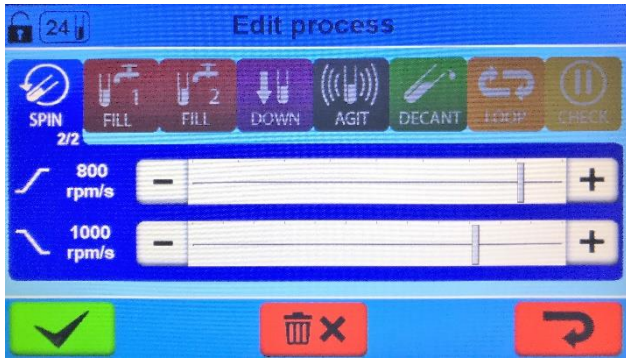 24
Edit process
SPIN
1
FILL
2
FILL
DOWN
AGIT
DECANT
LOOP
CHECK
2/2
800
rpm/s
1000
rpm/s